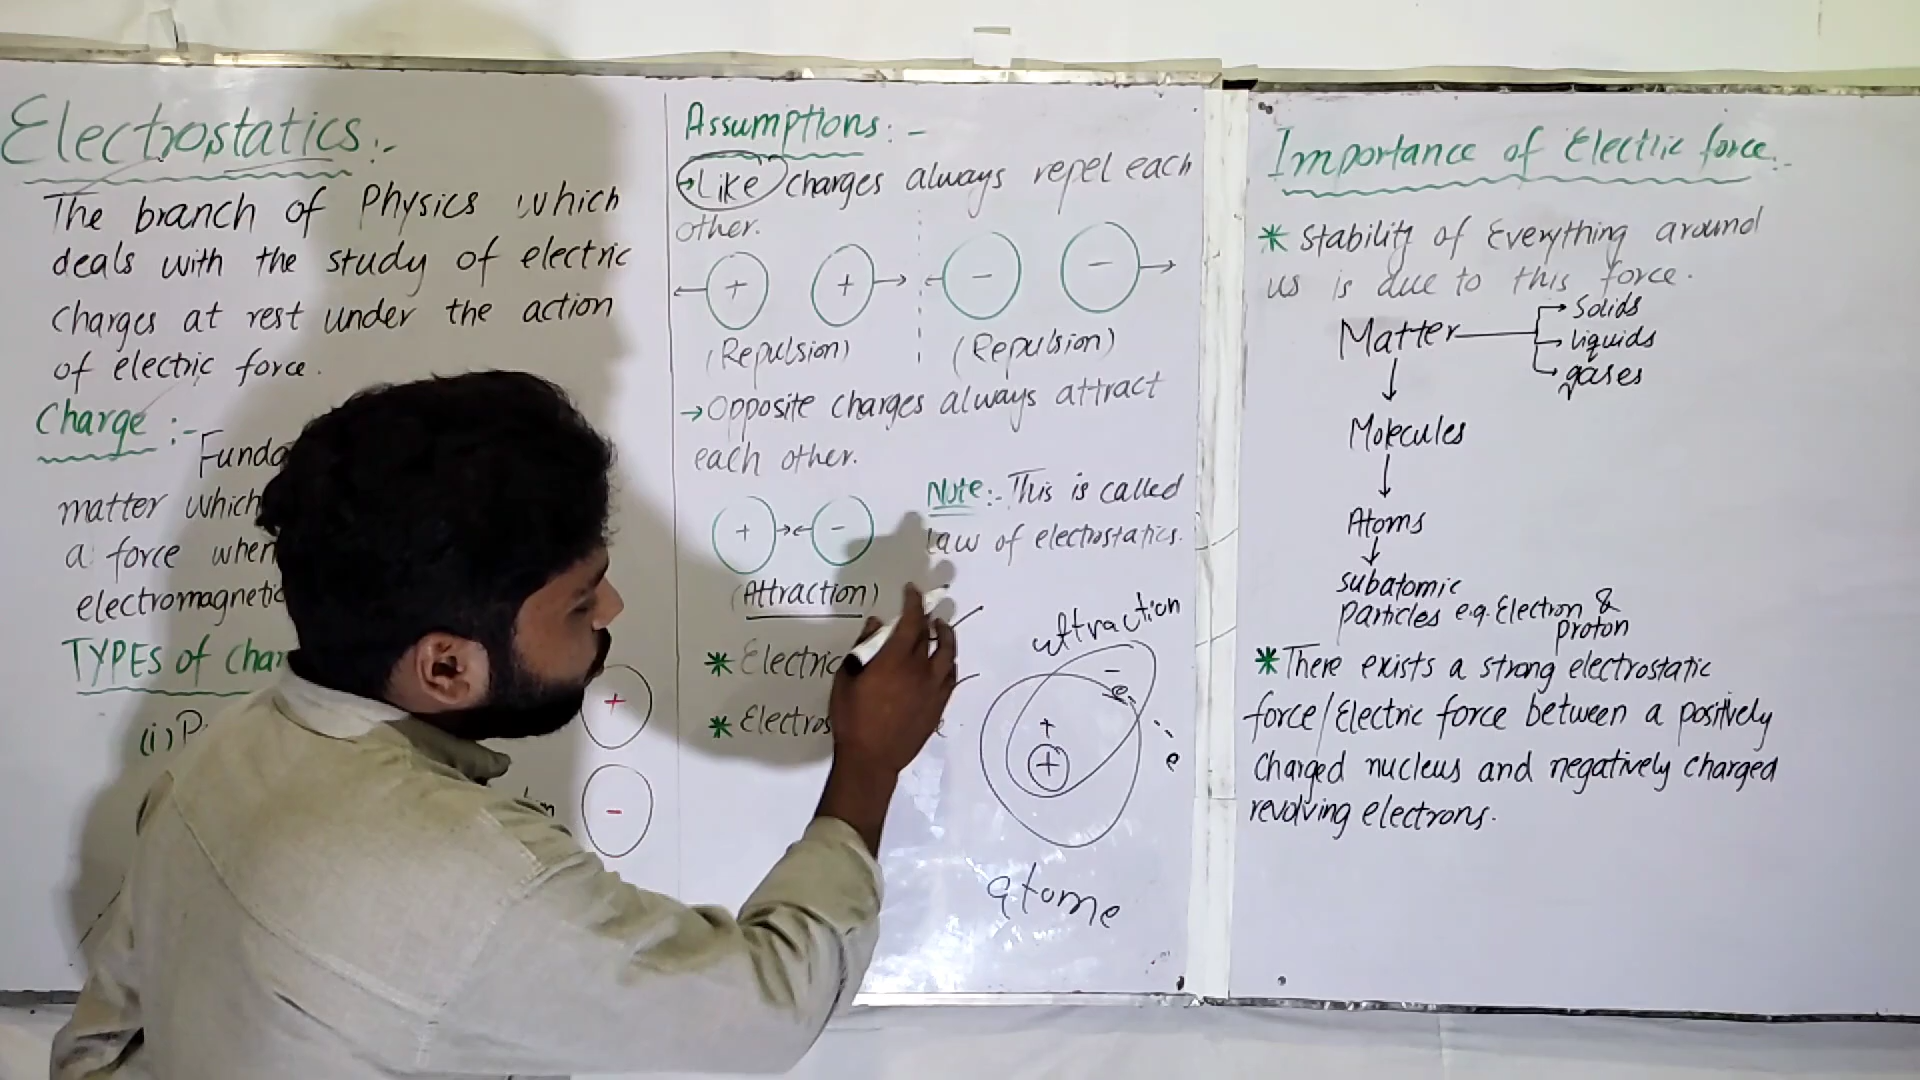 Electrostatics:-
The branch of Physics which
deals with the study of electric
charges at rest under the action
of electric force.
Charge:-
matter which
a force when
electromagnetic
TYPES of
(i)
+
-
Assumptions:-
→Like charges always repel each
other.
+ + - -
(Repulsion) (Repulsion)
→Opposite charges always attract
each other.
+ → ← -
(Attraction)
Note:- This is called
law of electrostatics.
* Electric
*
attraction
-
e
+
+
e
atome
Importance of Electric force:-
* Stability of Everything around
us is due to this force.
Matter
Solids
liquids
gases
Molecules
Atoms
subatomic
Particles e.g. Electron &
proton
* There exists a strong electrostatic
force/Electric force between a positively
charged nucleus and negatively charged
revolving electrons.